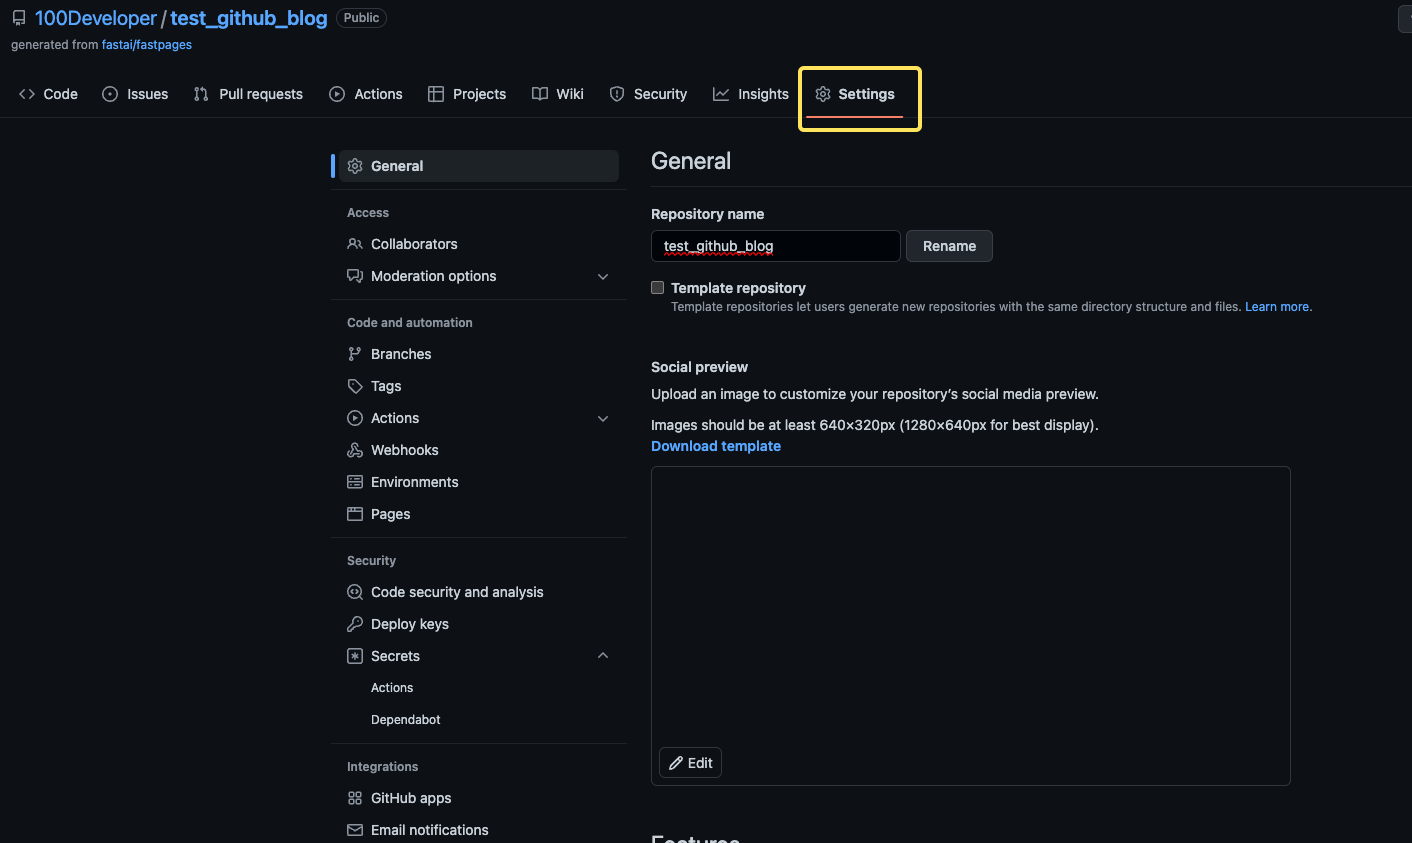 100Developer / test_github_blog Public
generated from fastai/fastpages
Code Issues Pull requests Actions Projects Wiki Security Insights Settings
General
Access
Collaborators
Moderation options
Code and automation
Branches
Tags
Actions
Webhooks
Environments
Pages
Security
Code security and analysis
Deploy keys
Secrets
Actions
Dependabot
Integrations
GitHub apps
Email notifications
General
Repository name
test_github_blog Rename
Template repository
Template repositories let users generate new repositories with the same directory structure and files. Learn more.
Social preview
Upload an image to customize your repository’s social media preview.
Images should be at least 640×320px (1280×640px for best display).
Download template
Edit
Features